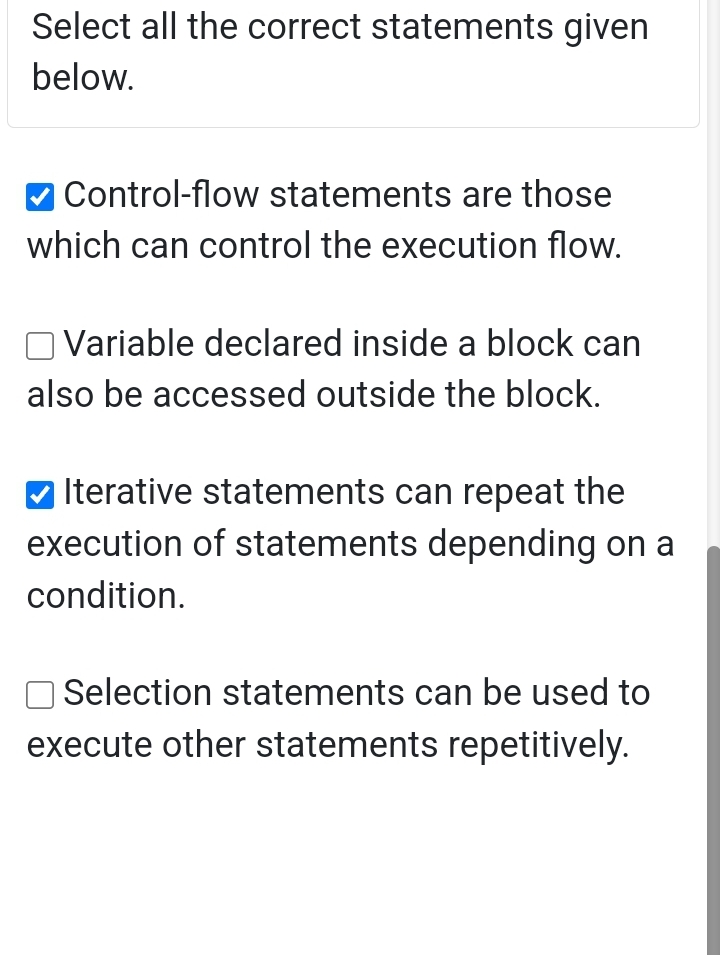 Select all the correct statements given
below.
Control-flow statements are those
which can control the execution flow.
Variable declared inside a block can
also be accessed outside the block.
Iterative statements can repeat the
execution of statements depending on a
condition.
Selection statements can be used to
execute other statements repetitively.